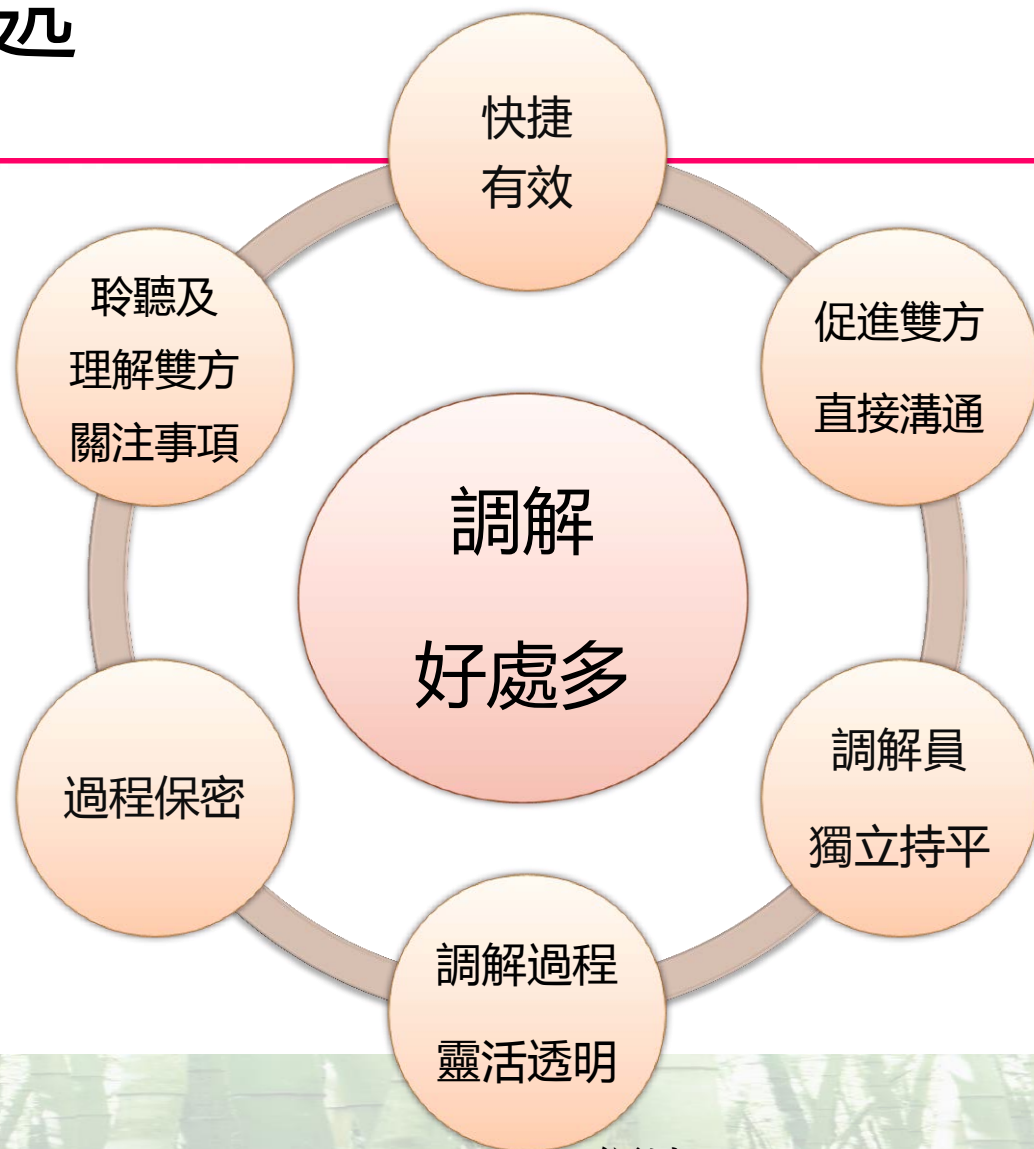 快捷
有效
促進雙方
直接溝通
調解員
獨立持平
調解過程
靈活透明
過程保密
聆聽及
理解雙方
關注事項
調解
好處多